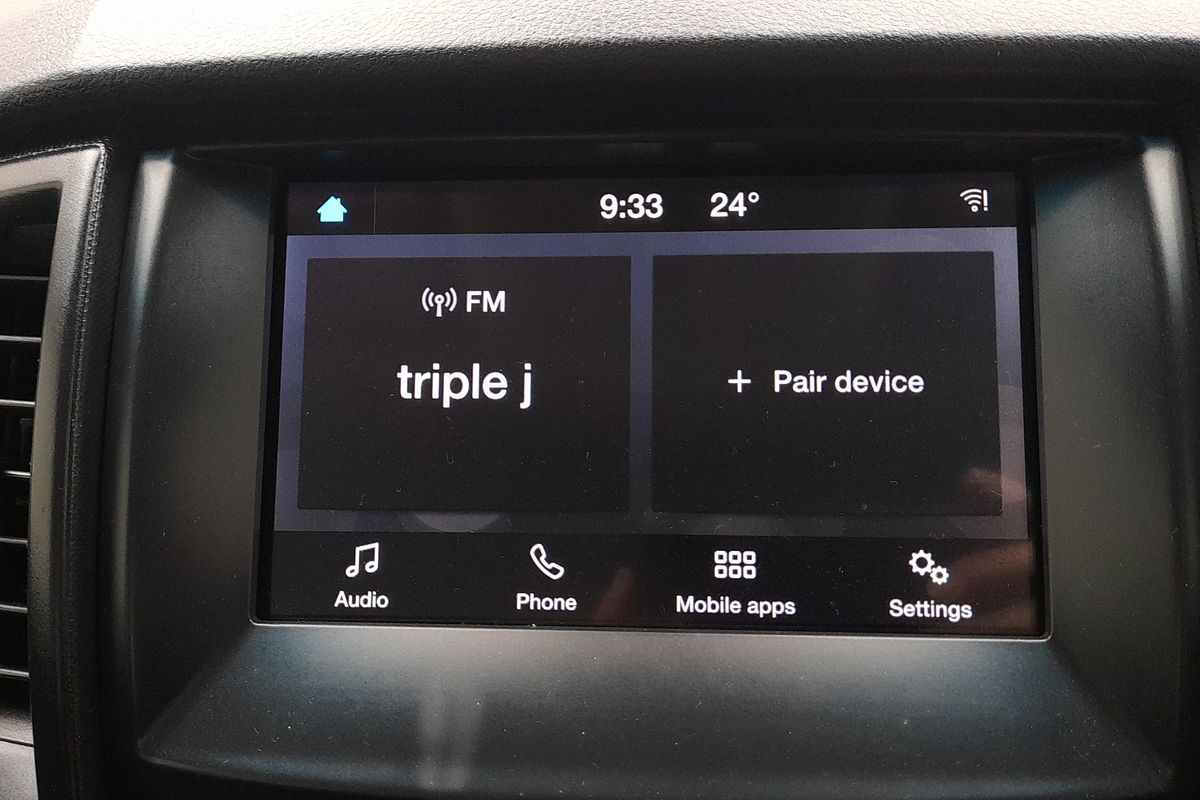 9:33 24°
FM
triple j
+ Pair device
Audio Phone Mobile apps Settings